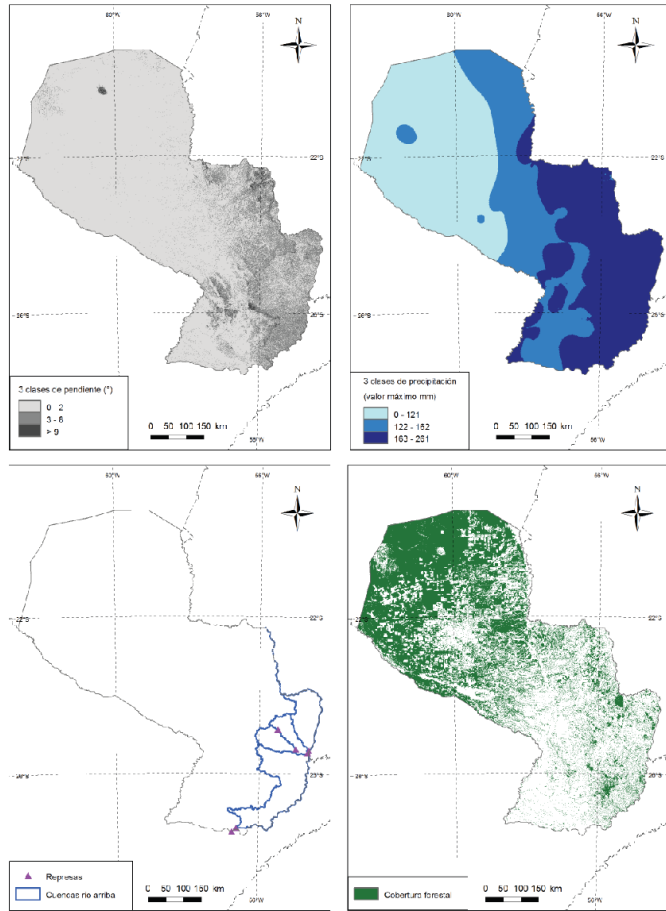 60°W
56°W
N
22°S
26°S
3 clases de pendiente (°)
0 - 2
3 - 8
> 9
0 50 100 150 km
56°W
60°W
56°W
N
22°S
26°S
3 clases de precipitación
(valor máximo mm)
0 - 121
122 - 162
163 - 261
0 50 100 150 km
56°W
60°W
56°W
N
22°S
26°S
Represas
Cuencas río arriba
0 50 100 150 km
56°W
60°W
56°W
N
22°S
26°S
Cobertura forestal
0 50 100 150 km
56°W